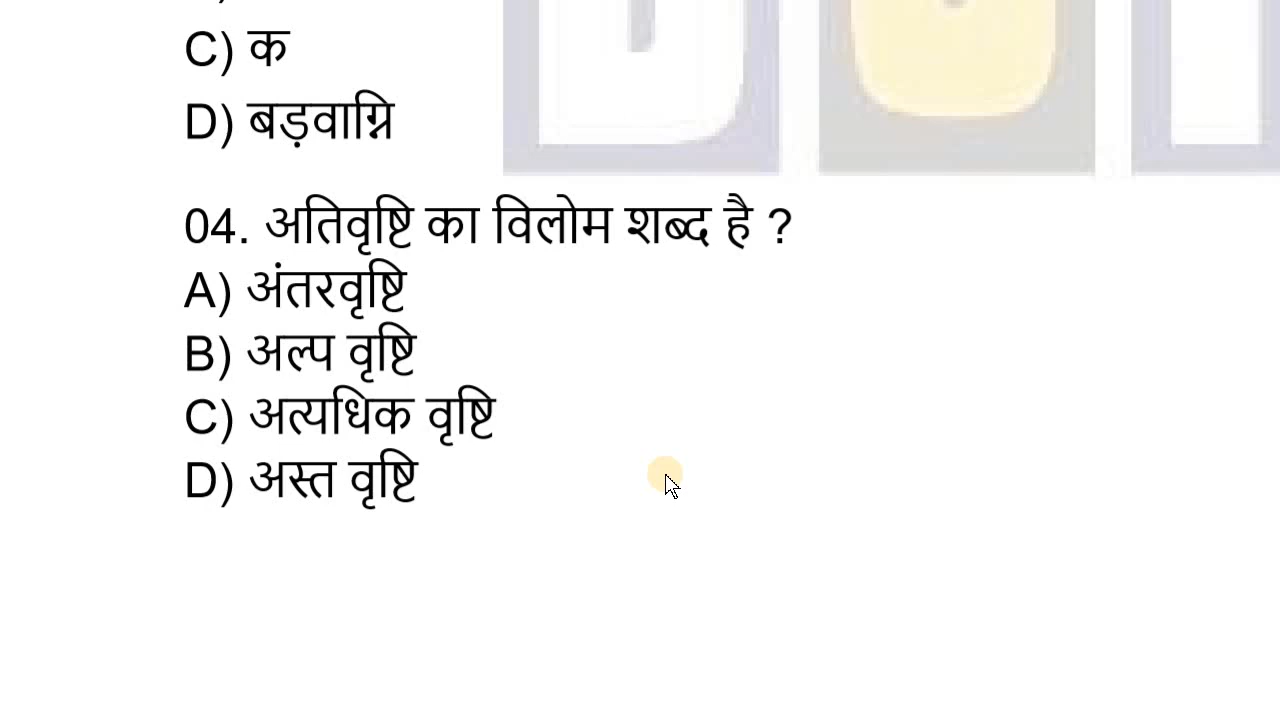 C) क
D) बड़वाग्नि
04. अतिवृष्टि का विलोम शब्द है ?
A) अंतरवृष्टि
B) अल्प वृष्टि
C) अत्यधिक वृष्टि
D) अस्त वृष्टि